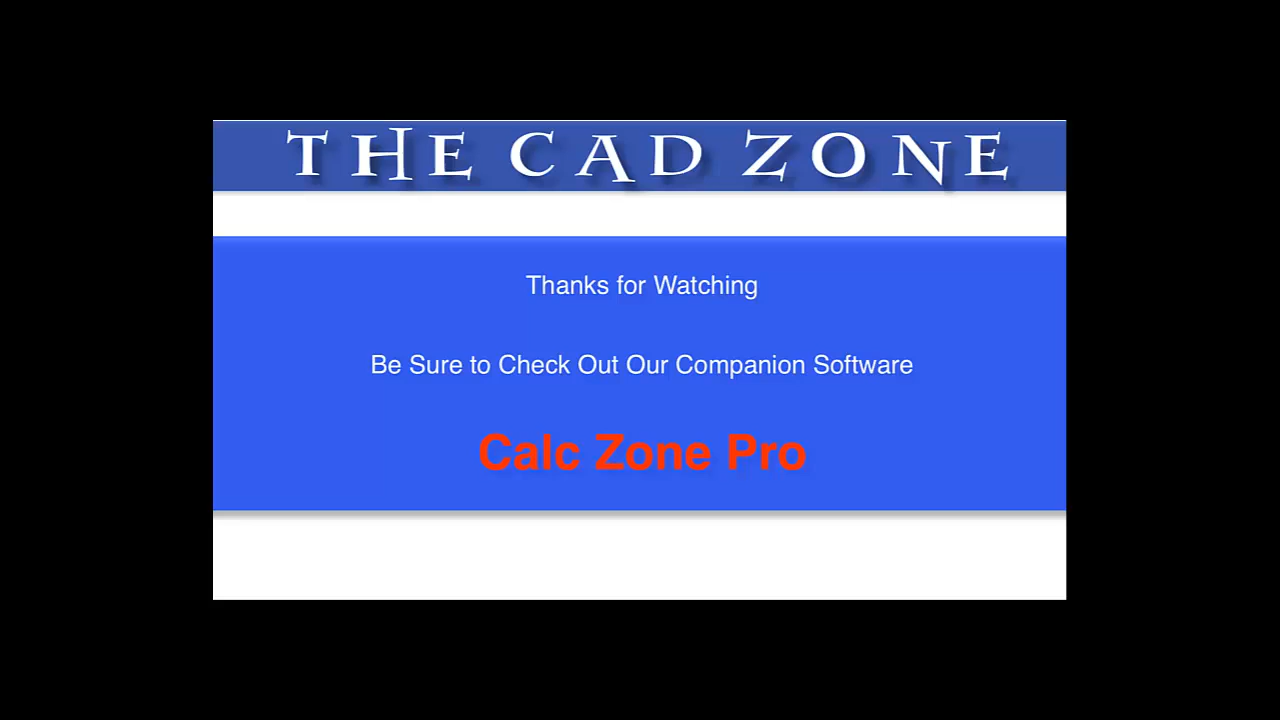 THE CAD ZONE
Thanks for Watching
Be Sure to Check Out Our Companion Software
Calc Zone Pro